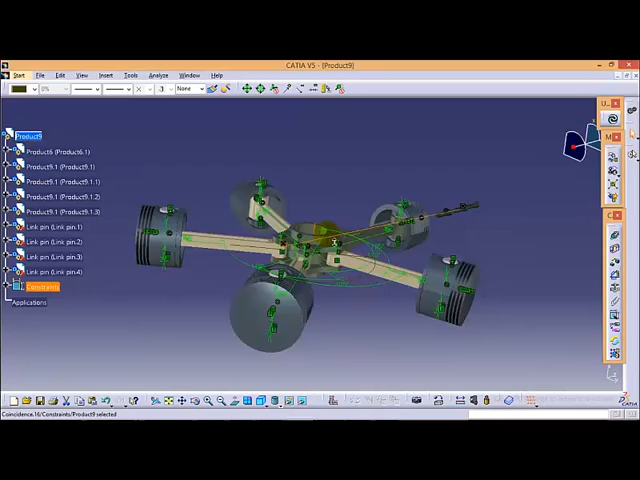 CATIA V5 - [Product9]
Start File Edit View Insert Tools Analyze Window Help
None
Product9
Product6 (Product6.1)
Product9.1 (Product9.1)
Product9.1 (Product9.1.1)
Product9.1 (Product9.1.2)
Product9.1 (Product9.1.3)
Link pin (Link pin.1)
Link pin (Link pin.2)
Link pin (Link pin.3)
Link pin (Link pin.4)
Constraints
Applications
U...
M
C
CATIA
Coincidence.16/Constraints/Product9 selected